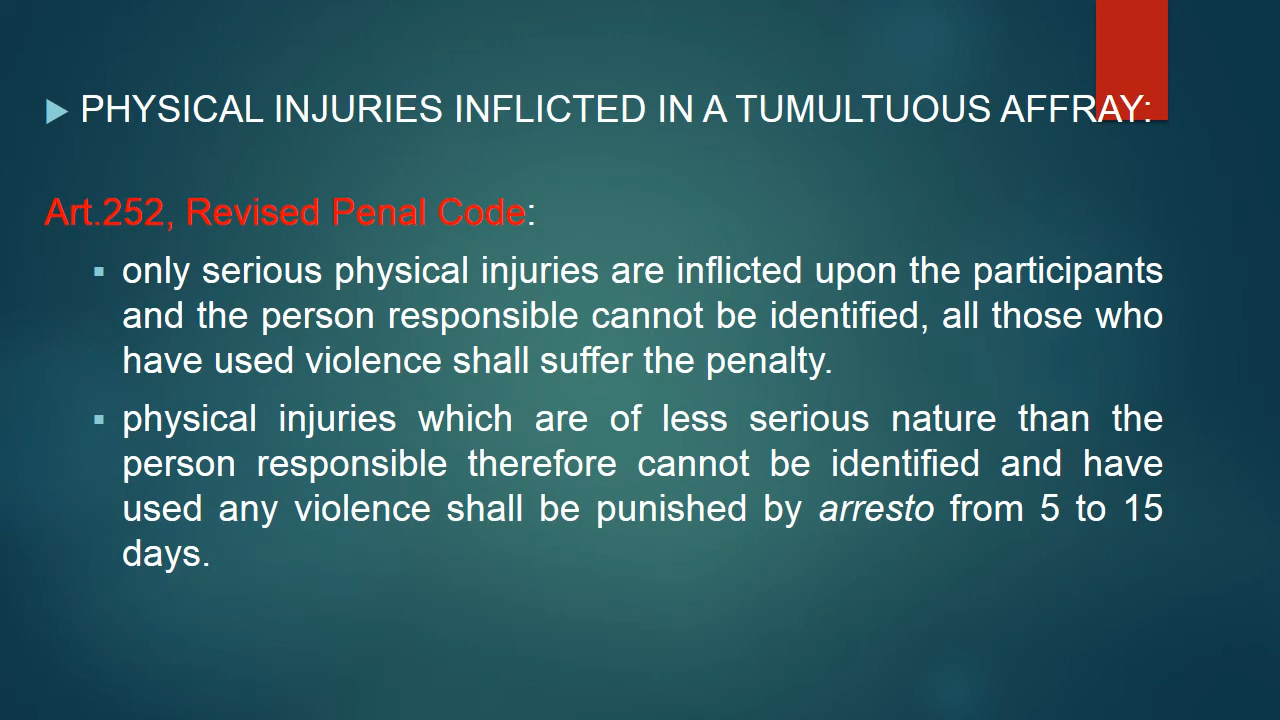 PHYSICAL INJURIES INFLICTED IN A TUMULTUOUS AFFRAY:
Art.252, Revised Penal Code:
only serious physical injuries are inflicted upon the participants
and the person responsible cannot be identified, all those who
have used violence shall suffer the penalty.
physical injuries which are of less serious nature than the
person responsible therefore cannot be identified and have
used any violence shall be punished by arresto from 5 to 15
days.